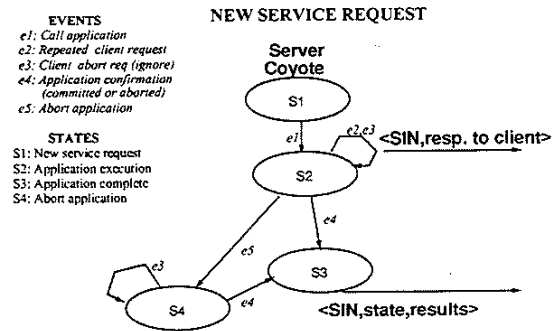 NEW SERVICE REQUEST
EVENTS
e1: Call application
e2: Repeated client request
e3: Client abort req (ignore)
e4: Application confirmation
(committed or aborted)
e5: Abort application
STATES
S1: New service request
S2: Application execution
S3: Application complete
S4: Abort application
Server
Coyote
S1
e1
e2,e3
<SIN,resp. to client>
S2
e4
e5
S3
e3
e4
S4
<SIN,state,results>